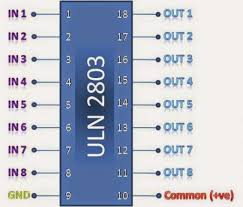 IN 1 1 18 OUT 1
IN 2 2 17 OUT 2
IN 3 3 16 OUT 3
IN 4 4 15 OUT 4
IN 5 5 14 OUT 5
IN 6 6 13 OUT 6
IN 7 7 12 OUT 7
IN 8 8 11 OUT 8
GND 9 10 Common (+ve)
ULN 2803